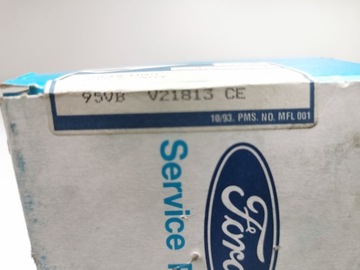 95VB V21813 CE
10/93. PMS. NO. MFL 001
Service
Ford